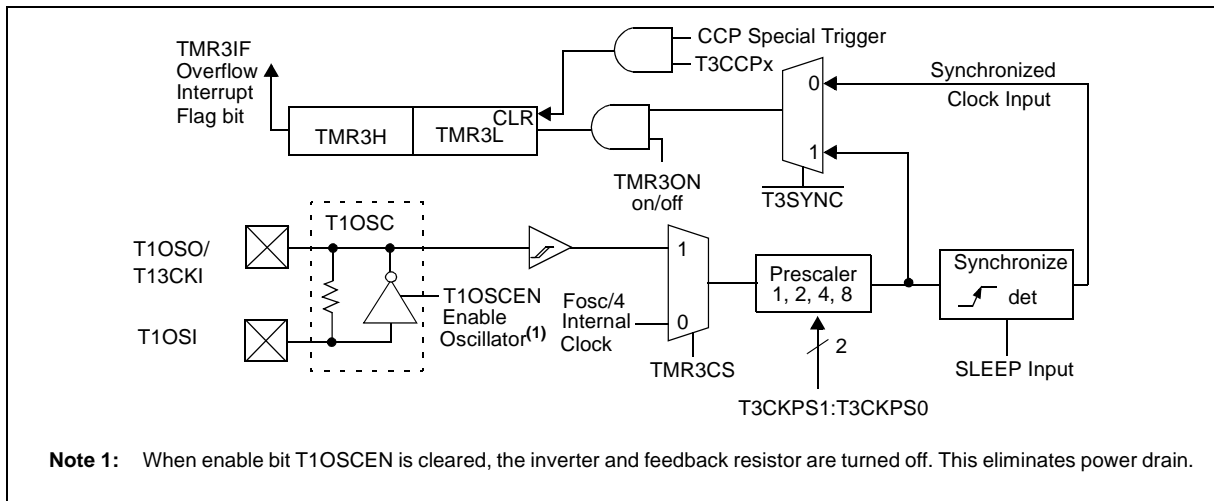 CCP Special Trigger
T3CCPx
TMR3IF
Overflow
Interrupt
Flag bit
TMR3H
TMR3L
CLR
TMR3ON
on/off
0
1
T3SYNC
Synchronized
Clock Input
T1OSC
T1OSO/
T13CKI
T1OSI
T1OSCEN
Enable
Oscillator(1)
Fosc/4
Internal
Clock
1
0
TMR3CS
Prescaler
1, 2, 4, 8
2
T3CKPS1:T3CKPS0
Synchronize
det
SLEEP Input
Note 1: When enable bit T1OSCEN is cleared, the inverter and feedback resistor are turned off. This eliminates power drain.